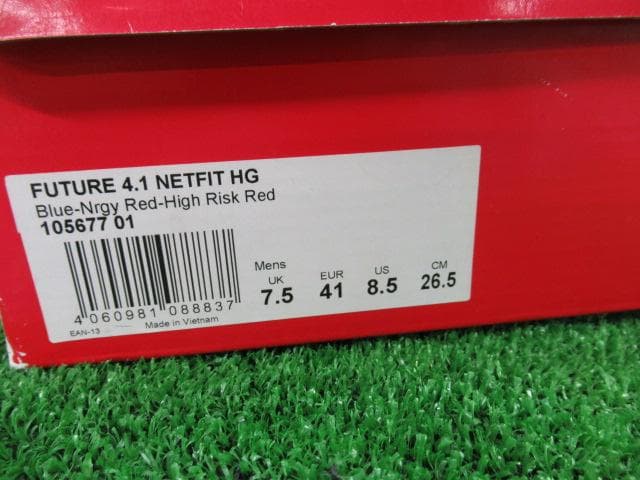 FUTURE 4.1 NETFIT HG
Blue-Nrgy Red-High Risk Red
105677 01
Mens
UK EUR US CM
7.5 41 8.5 26.5
4 060981 088837
EAN-13 Made in Vietnam